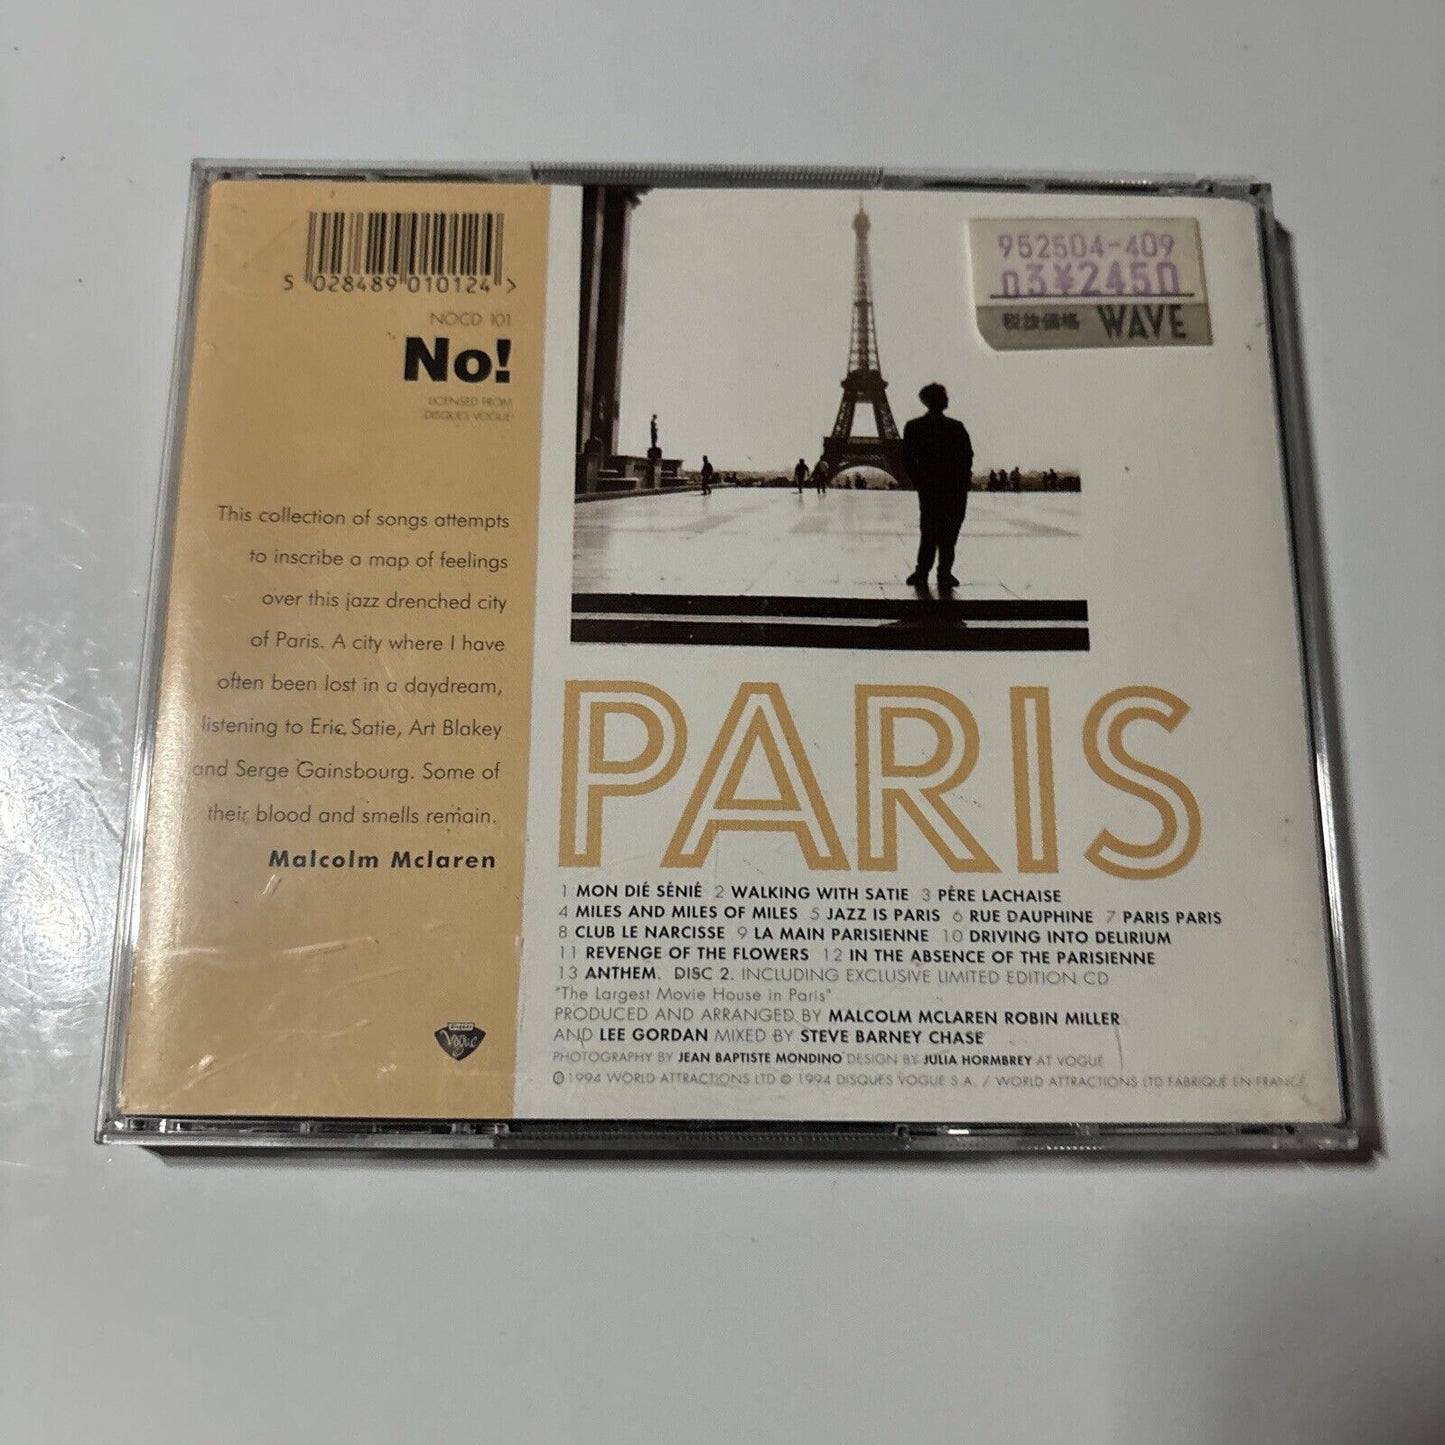 5 028489 010124 >
NOCD 101
No!
LICENSED FROM
DISQUES VOGUE
This collection of songs attempts
to inscribe a map of feelings
over this jazz drenched city
of Paris. A city where I have
often been lost in a daydream,
listening to Eric Satie, Art Blakey
and Serge Gainsbourg. Some of
their blood and smells remain.
Malcolm Mclaren
Disques
Vogue
952504-409
03¥2450
税抜価格 WAVE
PARIS
1 MON DIÉ SÉNIÉ 2 WALKING WITH SATIE 3 PÈRE LACHAISE
4 MILES AND MILES OF MILES 5 JAZZ IS PARIS 6 RUE DAUPHINE 7 PARIS PARIS
8 CLUB LE NARCISSE 9 LA MAIN PARISIENNE 10 DRIVING INTO DELIRIUM
11 REVENGE OF THE FLOWERS 12 IN THE ABSENCE OF THE PARISIENNE
13 ANTHEM. DISC 2. INCLUDING EXCLUSIVE LIMITED EDITION CD
"The Largest Movie House in Paris"
PRODUCED AND ARRANGED BY MALCOLM MCLAREN ROBIN MILLER
AND LEE GORDAN MIXED BY STEVE BARNEY CHASE
PHOTOGRAPHY BY JEAN BAPTISTE MONDINO DESIGN BY JULIA HORMBREY AT VOGUE
℗ 1994 WORLD ATTRACTIONS LTD © 1994 DISQUES VOGUE S.A. / WORLD ATTRACTIONS LTD FABRIQUÉ EN FRANCE